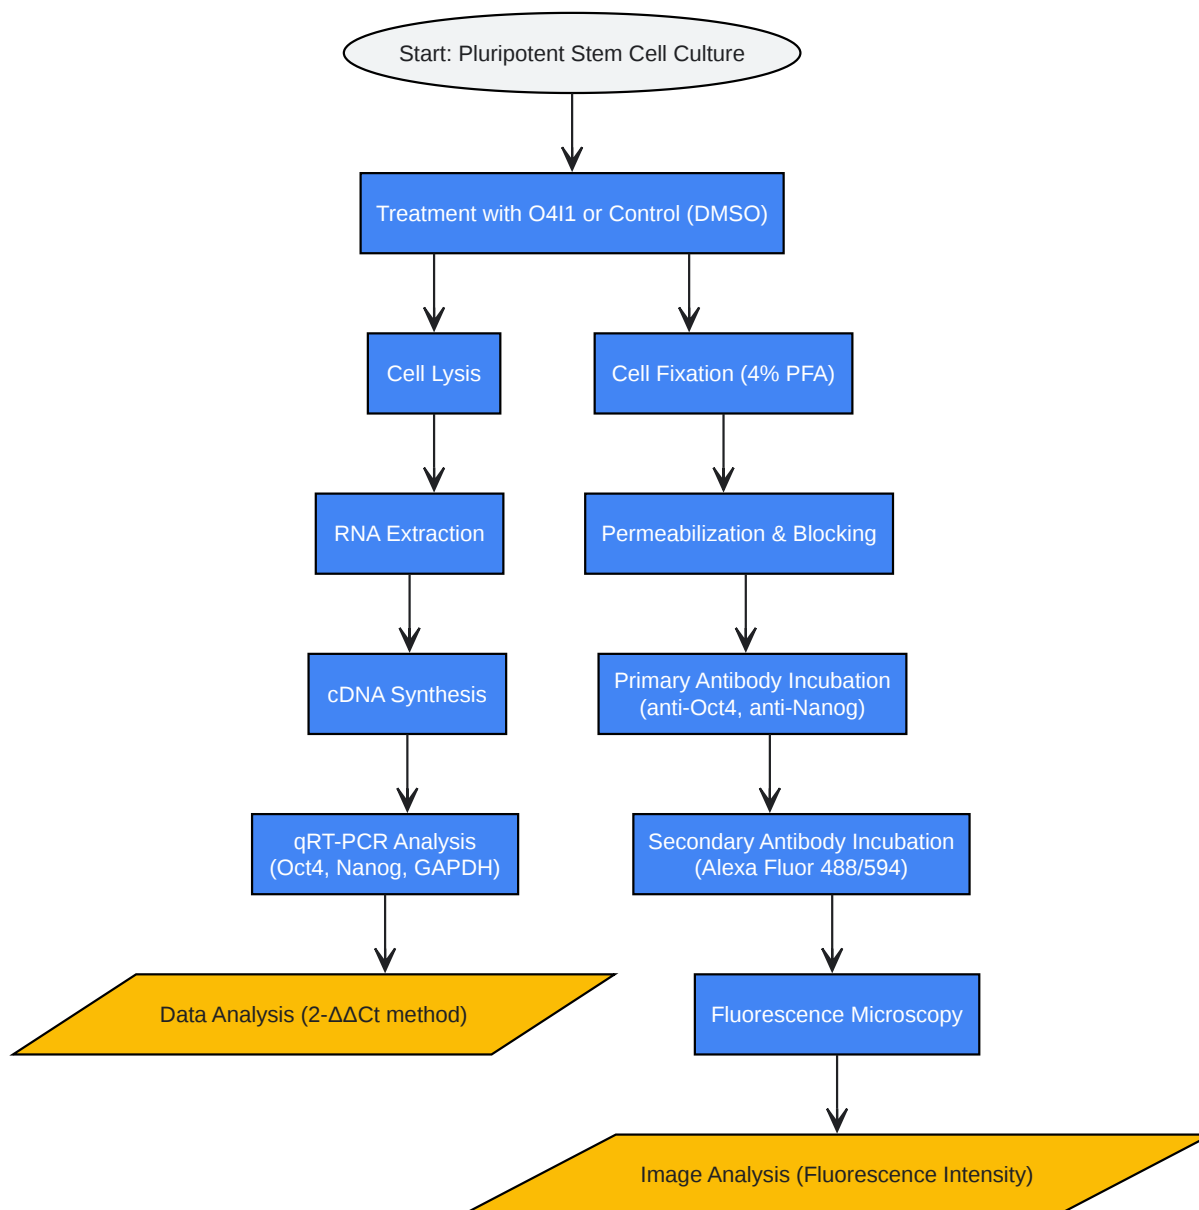 Start: Pluripotent Stem Cell Culture
Treatment with O4I1 or Control (DMSO)
Cell Lysis
Cell Fixation (4% PFA)
RNA Extraction
Permeabilization & Blocking
cDNA Synthesis
Primary Antibody Incubation
(anti-Oct4, anti-Nanog)
qRT-PCR Analysis
(Oct4, Nanog, GAPDH)
Secondary Antibody Incubation
(Alexa Fluor 488/594)
Data Analysis (2-ΔΔCt method)
Fluorescence Microscopy
Image Analysis (Fluorescence Intensity)